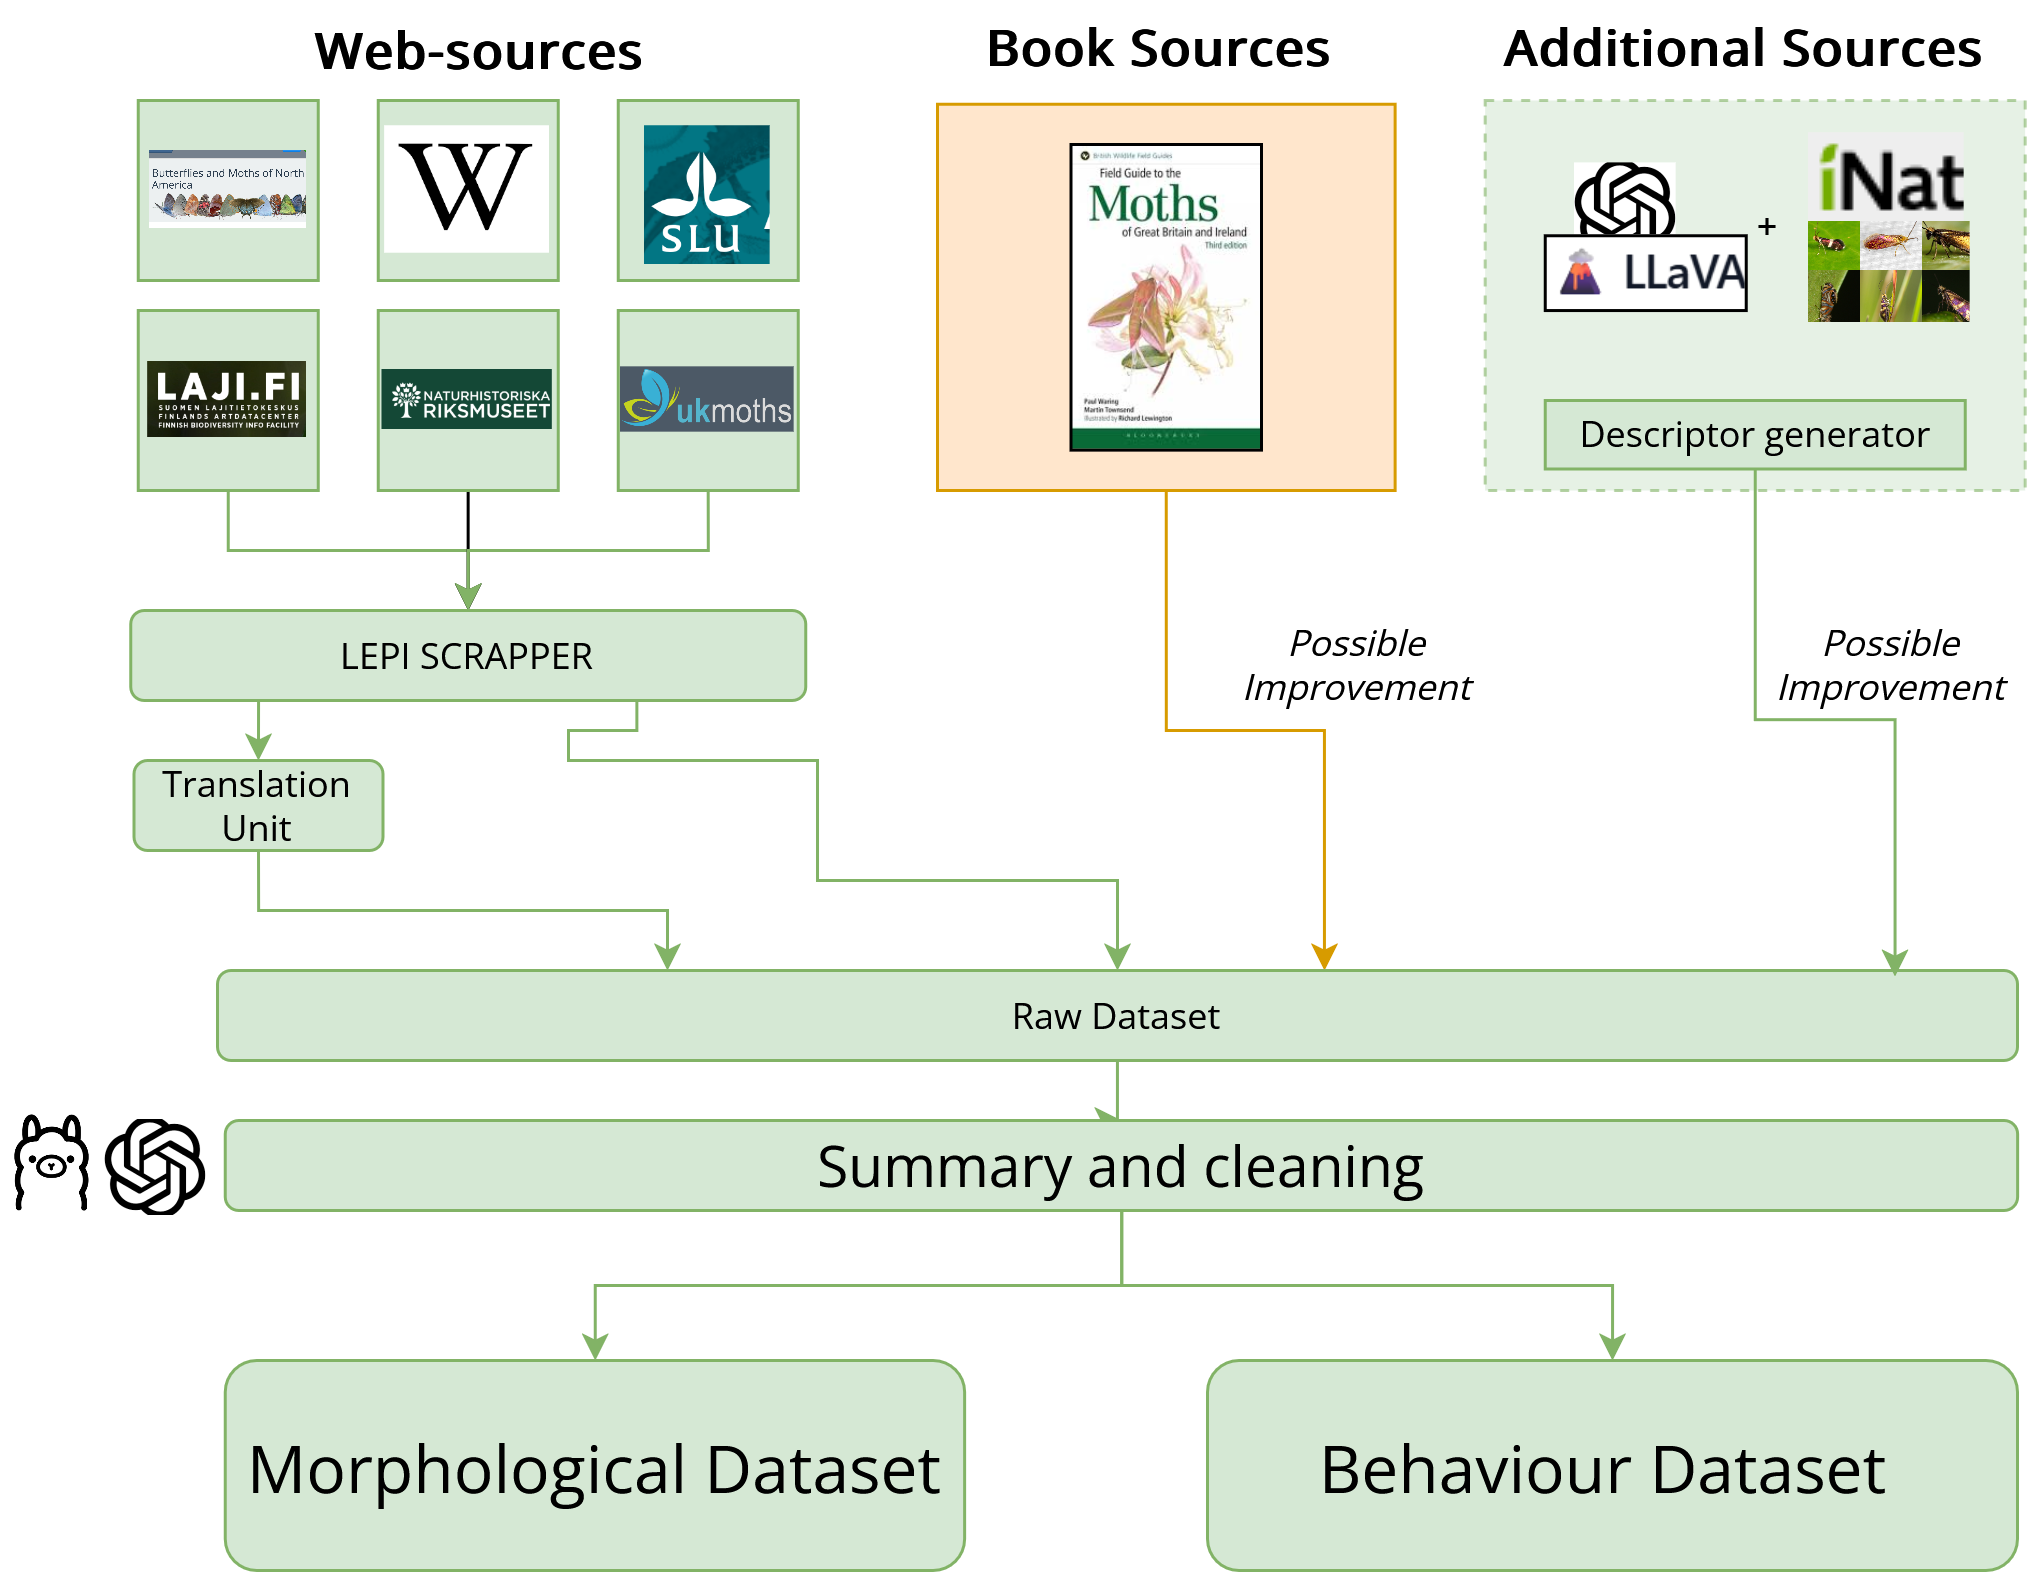 Web-sources
Book Sources
Additional Sources
Butterflies and Moths of North
America
W
SLU
LAJI.FI
SUOMEN LAJITIETOKESKUS
FINLANDS ARTDATACENTER
FINNISH BIODIVERSITY INFO FACILITY
NATURHISTORISKA
RIKSMUSEET
ukmoths
British Wildlife Field Guides
Field Guide to the
Moths
of Great Britain and Ireland
Third edition
Paul Waring
Martin Townsend
Illustrated by Richard Lewington
BLOOMSBURY
iNat
+
LLaVA
Descriptor generator
LEPI SCRAPPER
Possible
Improvement
Possible
Improvement
Translation
Unit
Raw Dataset
Summary and cleaning
Morphological Dataset
Behaviour Dataset